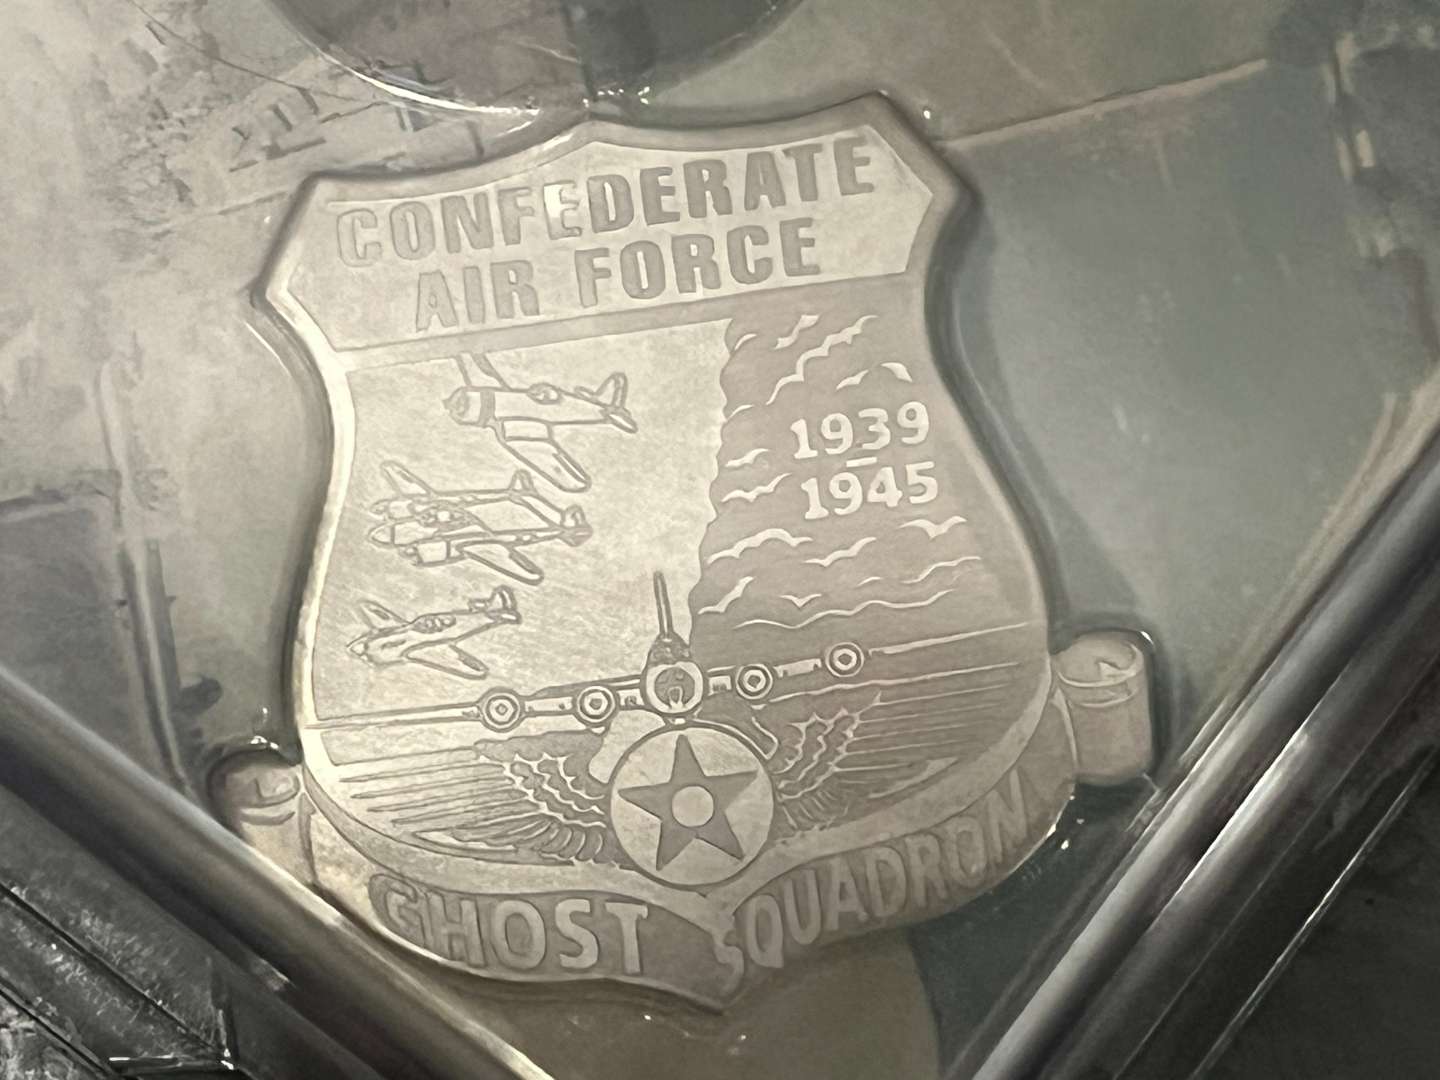 CONFEDERATE
AIR FORCE
1939
–
1945
GHOST SQUADRON